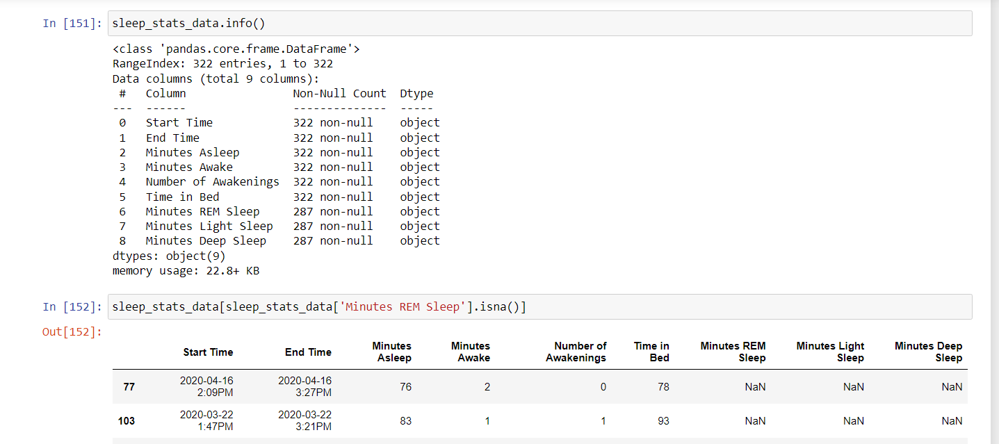 In [151]: sleep_stats_data.info()
<class 'pandas.core.frame.DataFrame'>
RangeIndex: 322 entries, 1 to 322
Data columns (total 9 columns):
 #   Column                Non-Null Count  Dtype
---  ------                --------------  -----
 0   Start Time            322 non-null    object
 1   End Time              322 non-null    object
 2   Minutes Asleep        322 non-null    object
 3   Minutes Awake         322 non-null    object
 4   Number of Awakenings  322 non-null    object
 5   Time in Bed           322 non-null    object
 6   Minutes REM Sleep     287 non-null    object
 7   Minutes Light Sleep   287 non-null    object
 8   Minutes Deep Sleep    287 non-null    object
dtypes: object(9)
memory usage: 22.8+ KB
In [152]: sleep_stats_data[sleep_stats_data['Minutes REM Sleep'].isna()]
Out[152]:
Start Time End Time Minutes Asleep Minutes Awake Number of Awakenings Time in Bed Minutes REM Sleep Minutes Light Sleep Minutes Deep Sleep
77 2020-04-16 2:09PM 2020-04-16 3:27PM 76 2 0 78 NaN NaN NaN
103 2020-03-22 1:47PM 2020-03-22 3:21PM 83 1 1 93 NaN NaN NaN